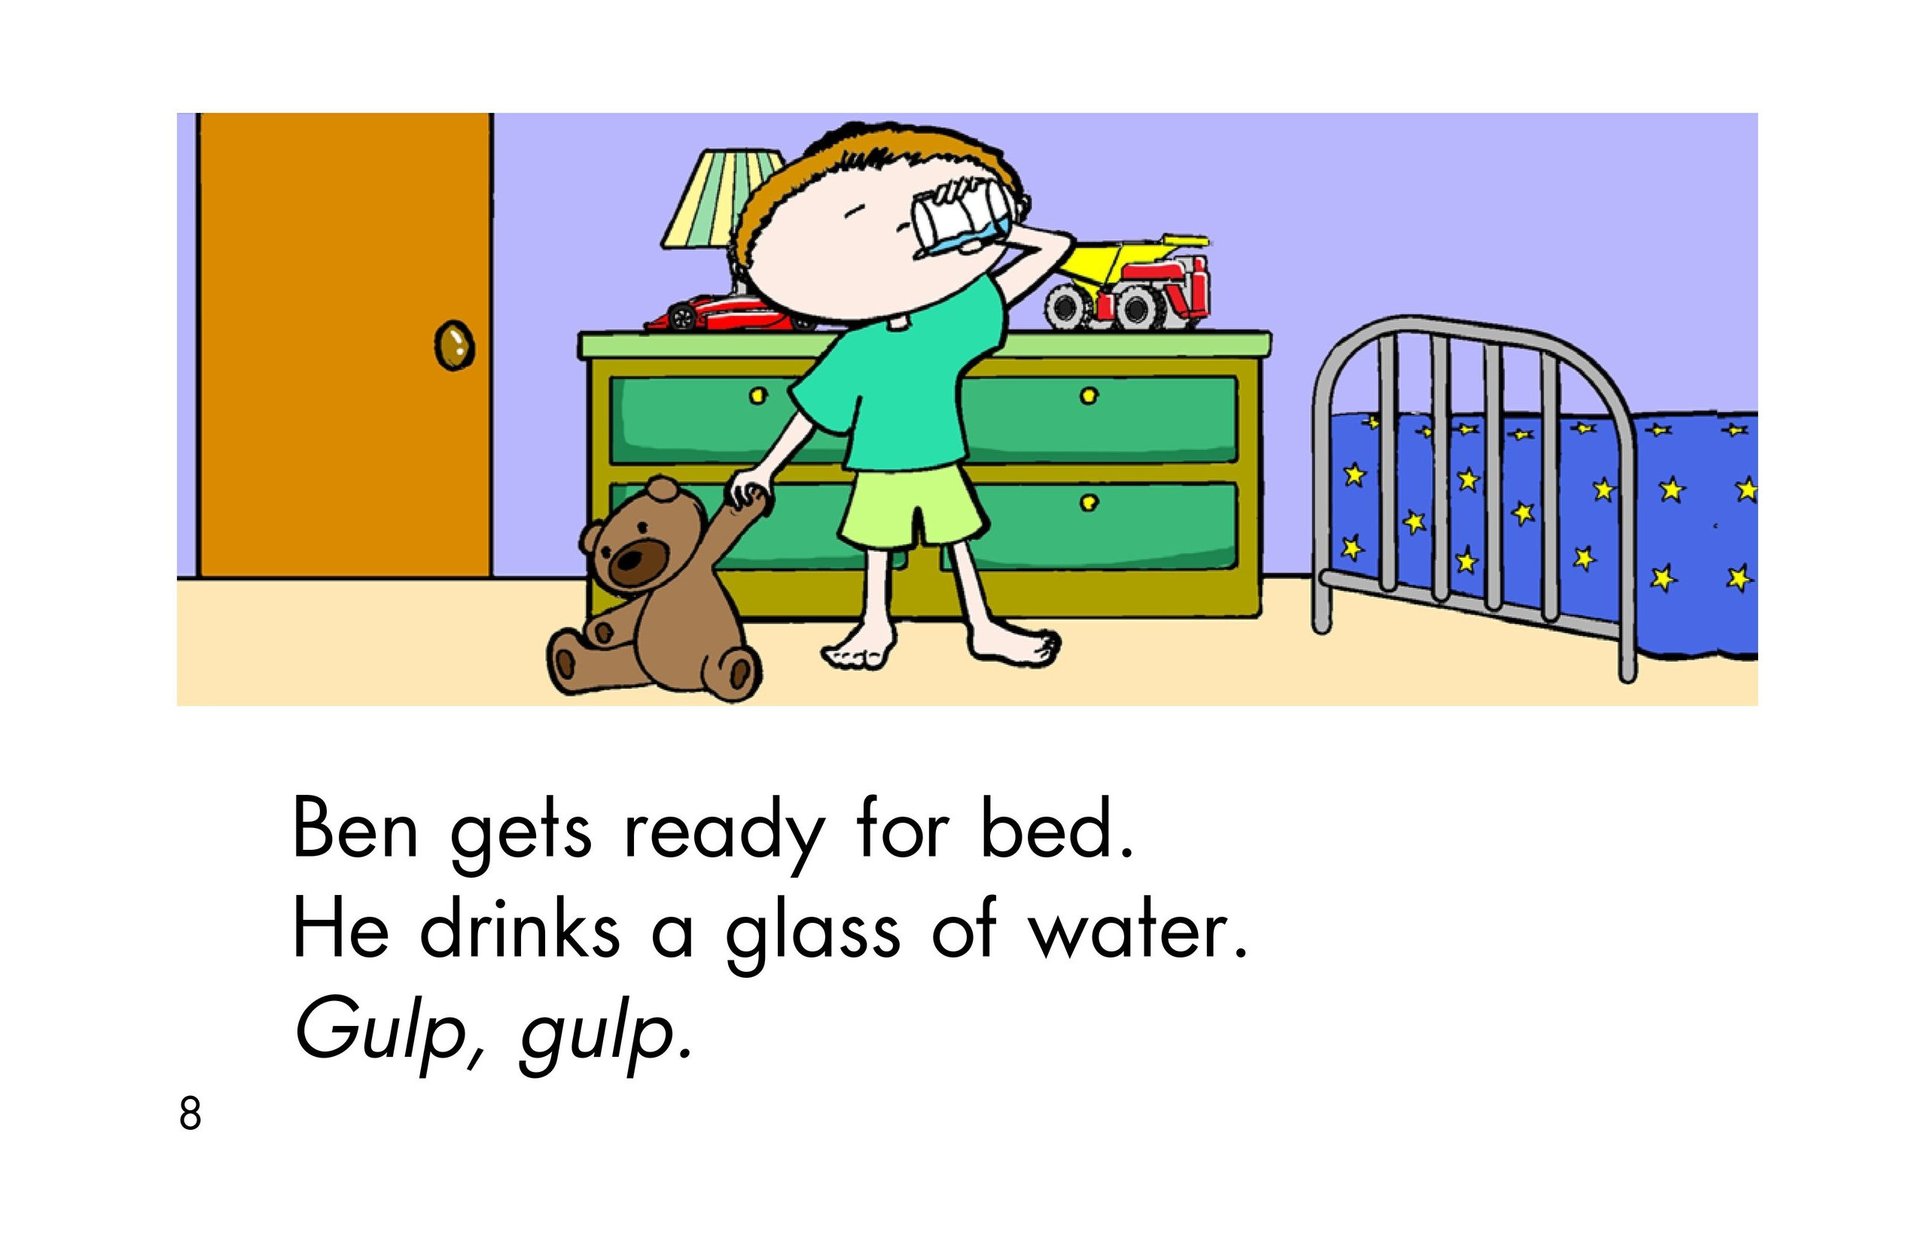 Ben gets ready for bed.
He drinks a glass of water.
Gulp, gulp.
8